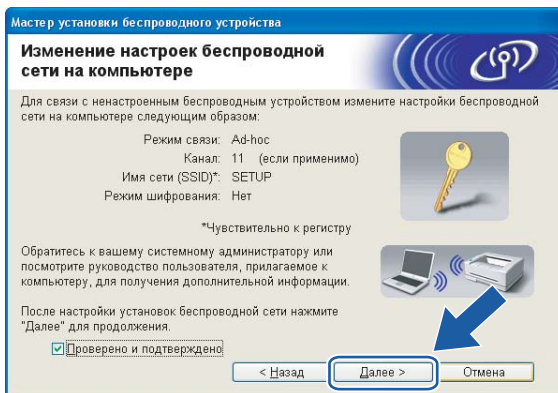 Мастер установки беспроводного устройства
Изменение настроек беспроводной
сети на компьютере
Для связи с ненастроенным беспроводным устройством измените настройки беспроводной
сети на компьютере следующим образом:
Режим связи: Ad-hoc
Канал: 11 (если применимо)
Имя сети (SSID)*: SETUP
Режим шифрования: Нет
*Чувствительно к регистру
Обратитесь к вашему системному администратору или
посмотрите руководство пользователя, прилагаемое к
компьютеру, для получения дополнительной информации.
После настройки установок беспроводной сети нажмите
"Далее" для продолжения.
Проверено и подтверждено
< Назад Далее > Отмена